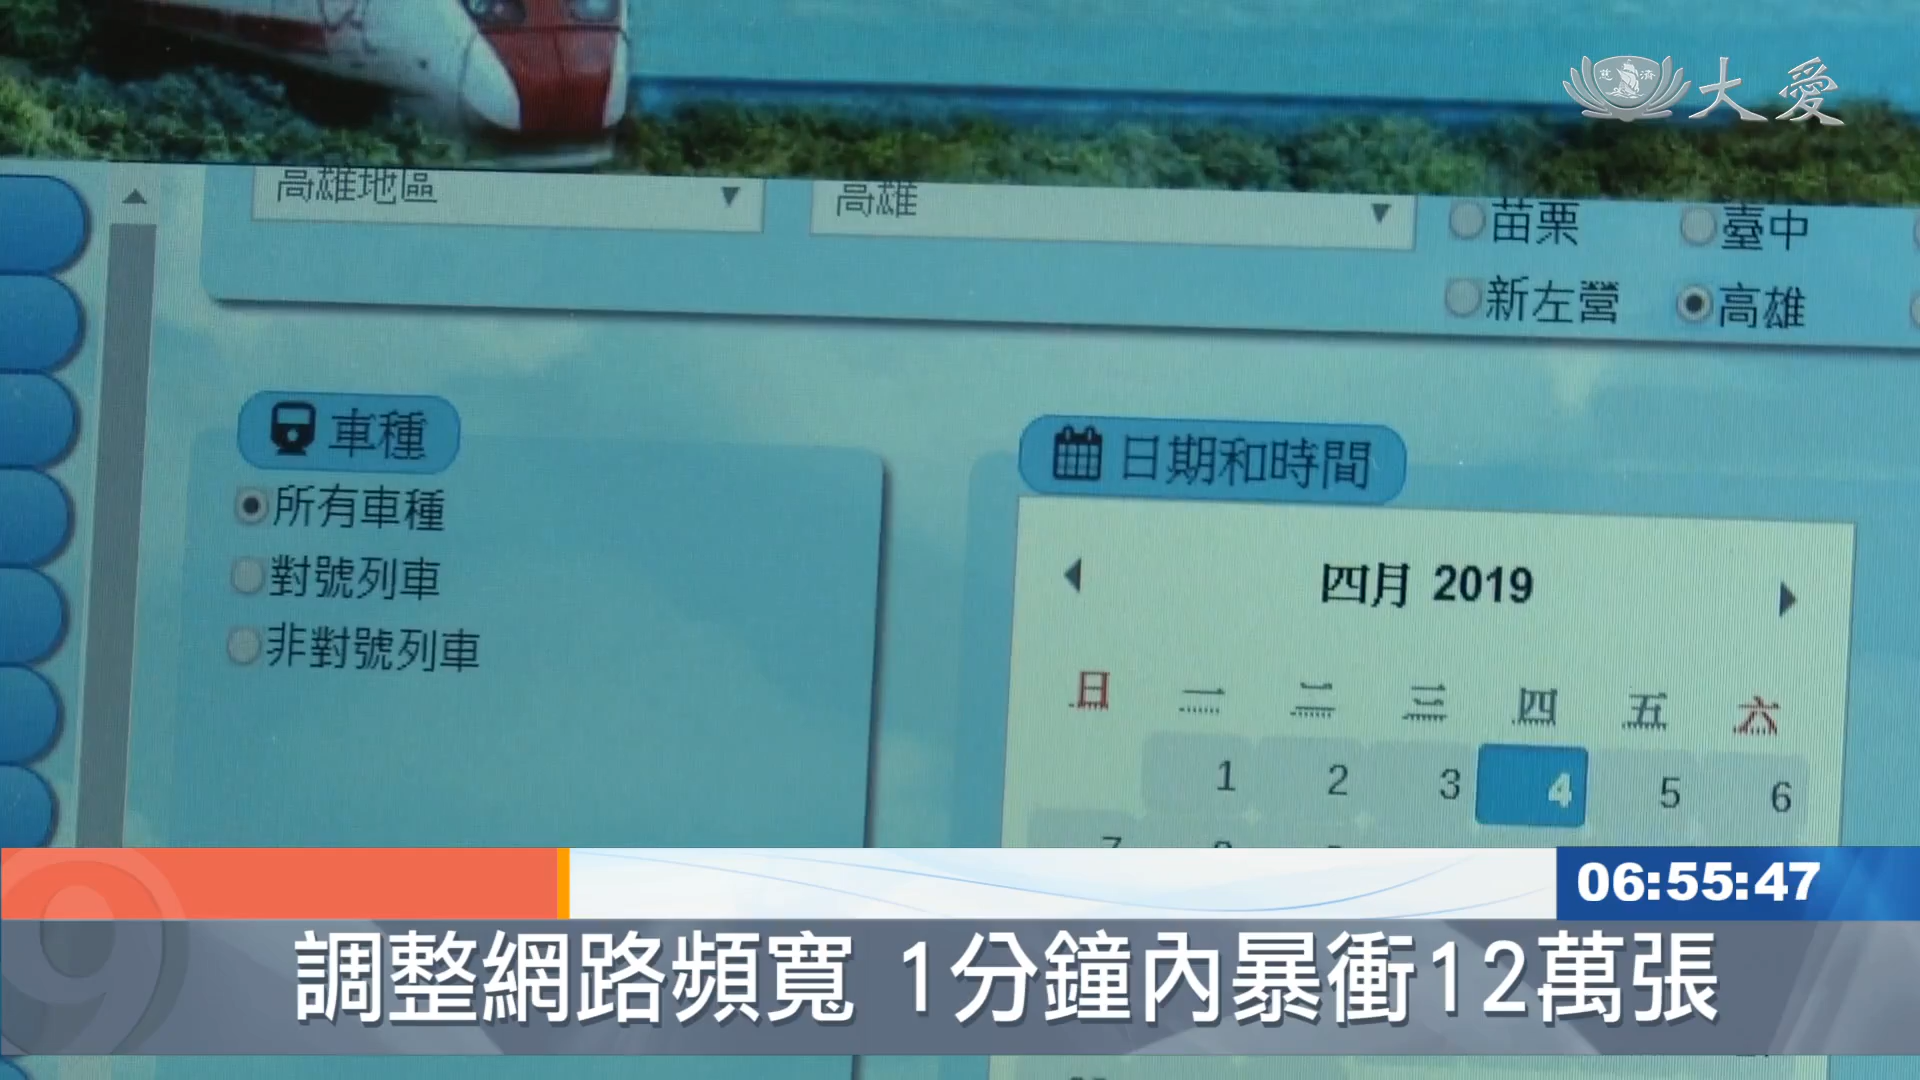 慈濟
大愛
高雄地區
高雄
苗栗
臺中
新左營
高雄
車種
所有車種
對號列車
非對號列車
日期和時間
四月 2019
日 一 二 三 四 五 六
1 2 3 4 5 6
06:55:47
調整網路頻寬 1分鐘內暴衝12萬張